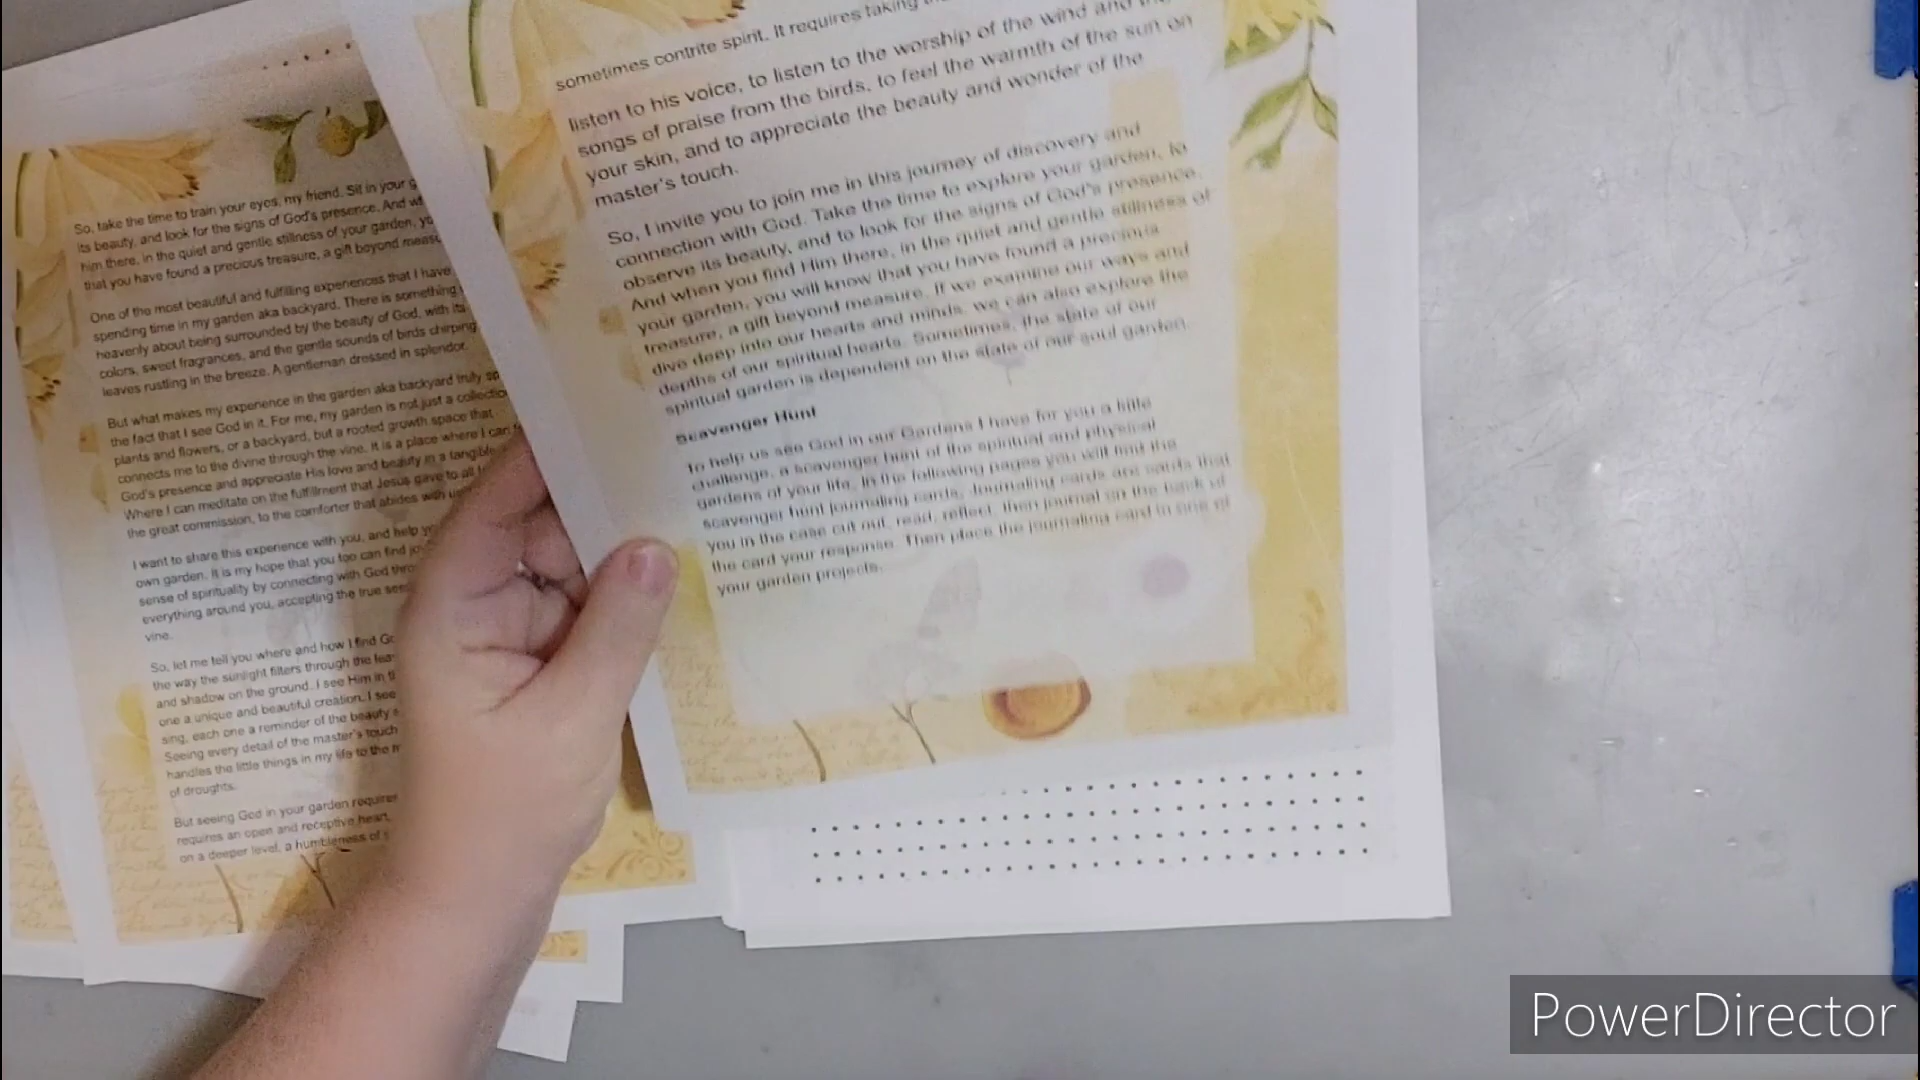 So, take the time to train your eyes, my friend. Sit in your
its beauty, and look for the signs of God's presence. And
him there, in the quiet and gentle stillness of your garden,
that you have found a precious treasure, a gift beyond
One of the most beautiful and fulfilling experiences that I have
spending time in my garden aka backyard. There is something
heavenly about being surrounded by the beauty of God, with its
colors, sweet fragrances, and the gentle sounds of birds chirping
leaves rustling in the breeze. A gentleman dressed in splendor.
But what makes my experience in the garden aka backyard truly
the fact that I see God in it. For me, my garden is not just a
plants and flowers, or a backyard, but a rooted growth space that
connects me to the divine through the vine. It is a place where I can
God's presence and appreciate His love and beauty in a
Where I can meditate on the fulfillment that Jesus gave to all
the great commission, to the comforter that abides with
I want to share this experience with you, and help
own garden. It is my hope that you too can find
sense of spirituality by connecting with God
everything around you, accepting the true
vine.
So, let me tell you where and how I find
the way the sunlight filters through the
and shadow on the ground. I see Him in
one a unique and beautiful creation. I see
sing, each one a reminder of the beauty
Seeing every detail of the master's touch
handles the little things in my life to the
of droughts.
But seeing God in your garden
requires an open and receptive heart,
on a deeper level, a humbleness of
sometimes contrite spirit. It requires taking
listen to his voice, to listen to the worship of the wind and
songs of praise from the birds, to feel the warmth of the sun on
your skin, and to appreciate the beauty and wonder of the
master's touch.
So, I invite you to join me in this journey of discovery and
connection with God. Take the time to explore your garden, to
observe its beauty, and to look for the signs of God's presence.
And when you find Him there, in the quiet and gentle stillness of
your garden, you will know that you have found a precious
treasure, a gift beyond measure. If we examine our ways and
dive deep into our hearts and minds, we can also explore the
depths of our spiritual hearts. Sometimes, the state of our
spiritual garden is dependent on the state of our soul garden.
Scavenger Hunt
To help us see God in our Gardens I have for you a little
challenge, a scavenger hunt of the spiritual and physical
gardens of your life. In the following pages you will find the
scavenger hunt journaling cards. Journaling cards are cards that
you in the case cut out, read, reflect, then journal on the back of
the card your response. Then place the journaling card in one of
your garden projects.
PowerDirector